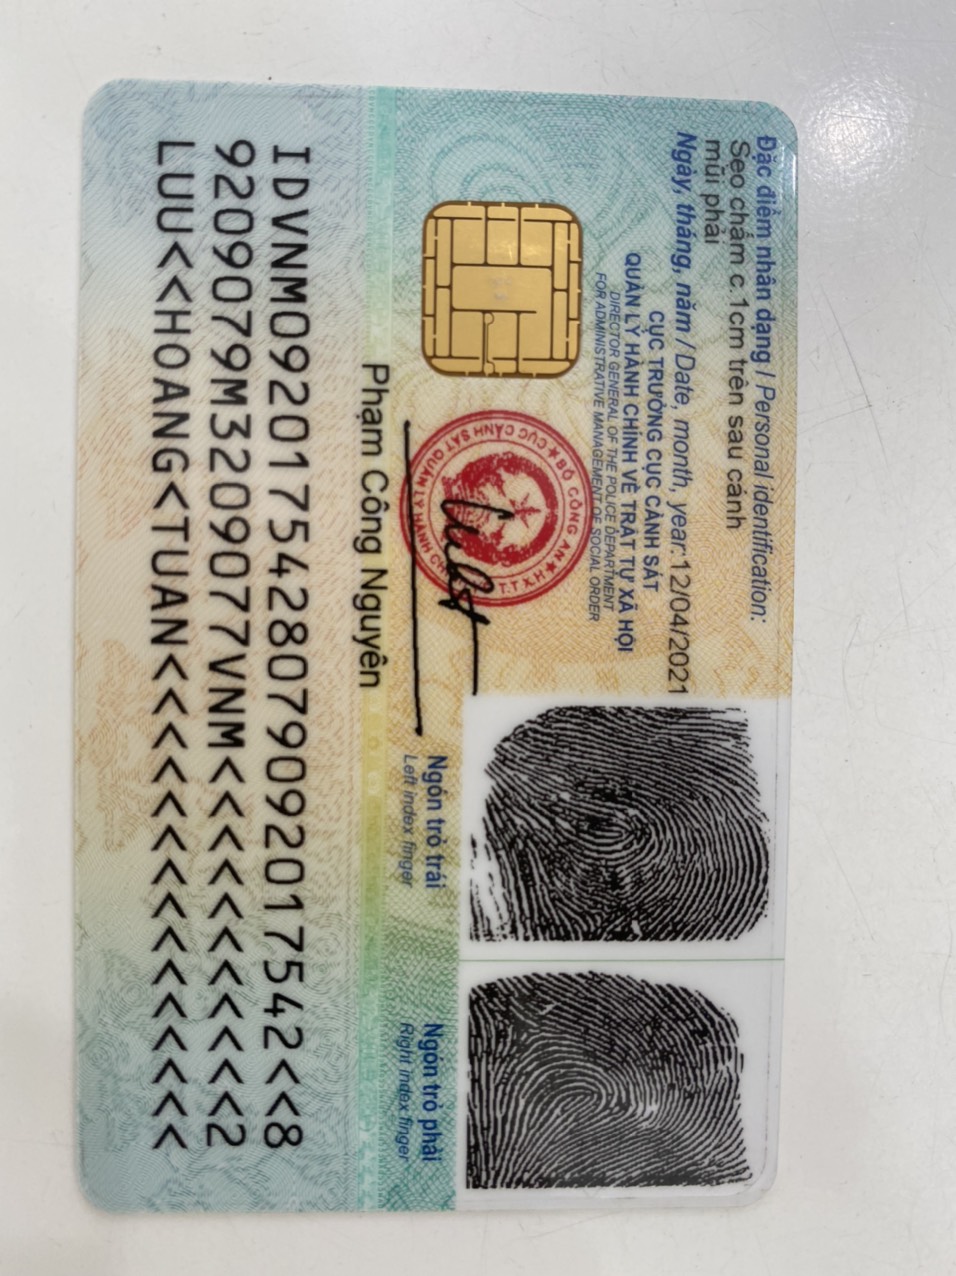 Đặc điểm nhân dạng / Personal identification:
Sẹo chấm c 1cm trên sau cánh
mũi phải
Ngày, tháng, năm / Date, month, year: 12/04/2021
CỤC TRƯỞNG CỤC CẢNH SÁT
QUẢN LÝ HÀNH CHÍNH VỀ TRẬT TỰ XÃ HỘI
DIRECTOR GENERAL OF THE POLICE DEPARTMENT
FOR ADMINISTRATIVE MANAGEMENT OF SOCIAL ORDER
BỘ CÔNG AN
CỤC CẢNH SÁT QUẢN LÝ HÀNH T.T.X.H
Phạm Công Nguyên
Ngón trỏ trái
Left index finger
Ngón trỏ phải
Right index finger
IDVNM0920175428079092017542<<8
9209079M3209077VNM<<<<<<<<<<<2
LUU<<HOANG<TUAN<<<<<<<<<<<<<<<